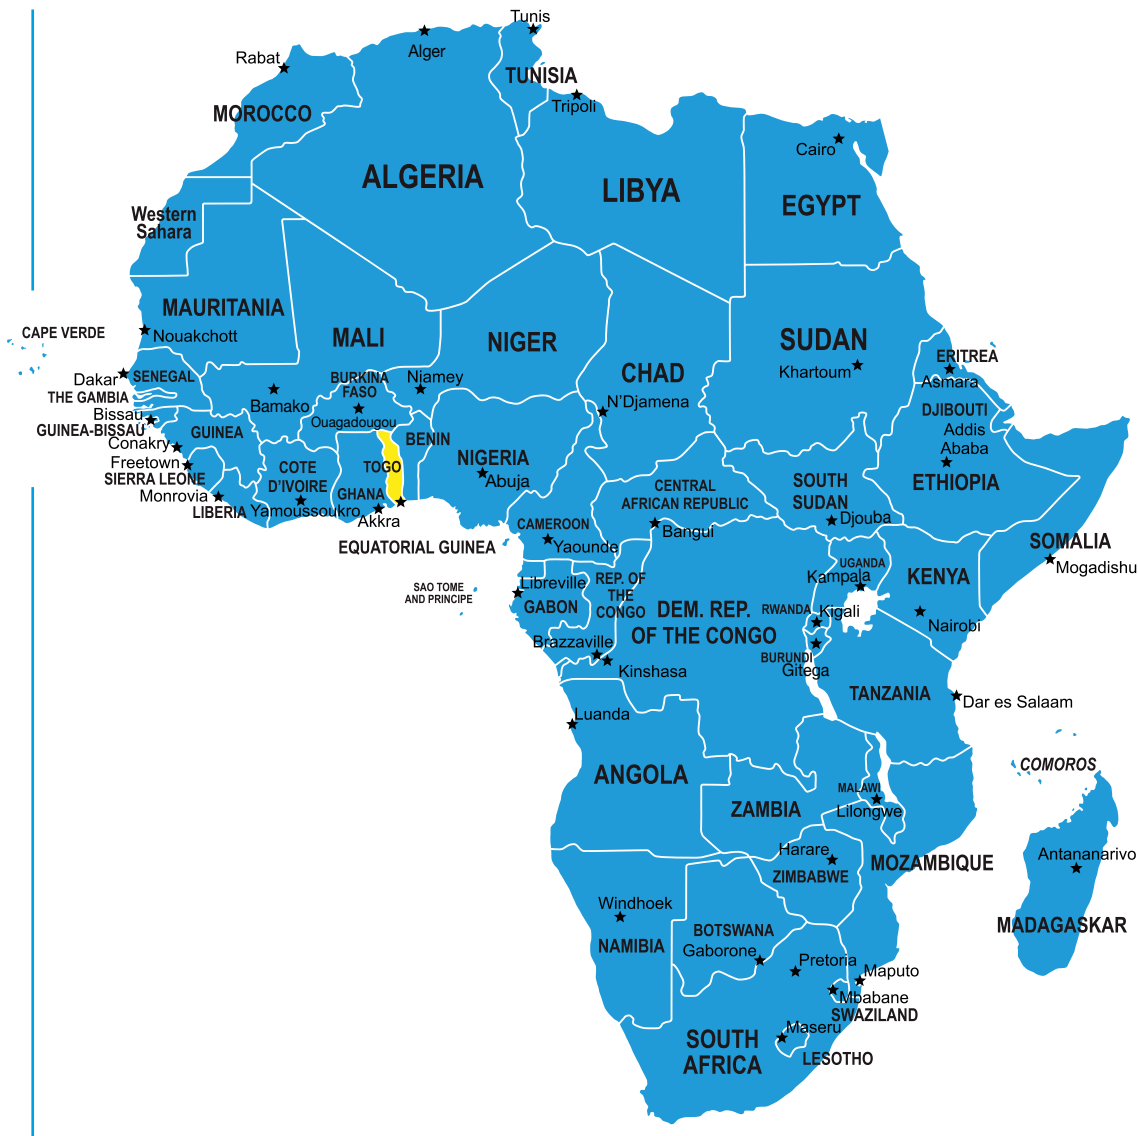 Tunis
Rabat
Alger
TUNISIA
Tripoli
MOROCCO
Cairo
ALGERIA
LIBYA
EGYPT
Western
Sahara
MAURITANIA
Nouakchott
CAPE VERDE
MALI
NIGER
SUDAN
Khartoum
CHAD
N'Djamena
ERITREA
Asmara
Dakar
SENEGAL
THE GAMBIA
Bissau
GUINEA-BISSAU
Bamako
BURKINA
FASO
Ouagadougou
Niamey
DJIBOUTI
Addis
Ababa
ETHIOPIA
Conakry
GUINEA
Freetown
SIERRA LEONE
Monrovia
LIBERIA
COTE
D'IVOIRE
Yamoussoukro
GHANA
Akkra
TOGO
BENIN
NIGERIA
Abuja
CENTRAL
AFRICAN REPUBLIC
Bangui
SOUTH
SUDAN
Djouba
CAMEROON
Yaounde
EQUATORIAL GUINEA
SOMALIA
Mogadishu
UGANDA
Kampala
KENYA
Nairobi
SAO TOME
AND PRINCIPE
Libreville
GABON
REP. OF
THE
CONGO
DEM. REP.
OF THE CONGO
RWANDA
Kigali
BURUNDI
Gitega
Brazzaville
Kinshasa
TANZANIA
Dar es Salaam
Luanda
ANGOLA
COMOROS
ZAMBIA
MALAWI
Lilongwe
Harare
ZIMBABWE
MOZAMBIQUE
Antananarivo
MADAGASKAR
Windhoek
NAMIBIA
BOTSWANA
Gaborone
Pretoria
Maputo
Mbabane
SWAZILAND
Maseru
LESOTHO
SOUTH
AFRICA